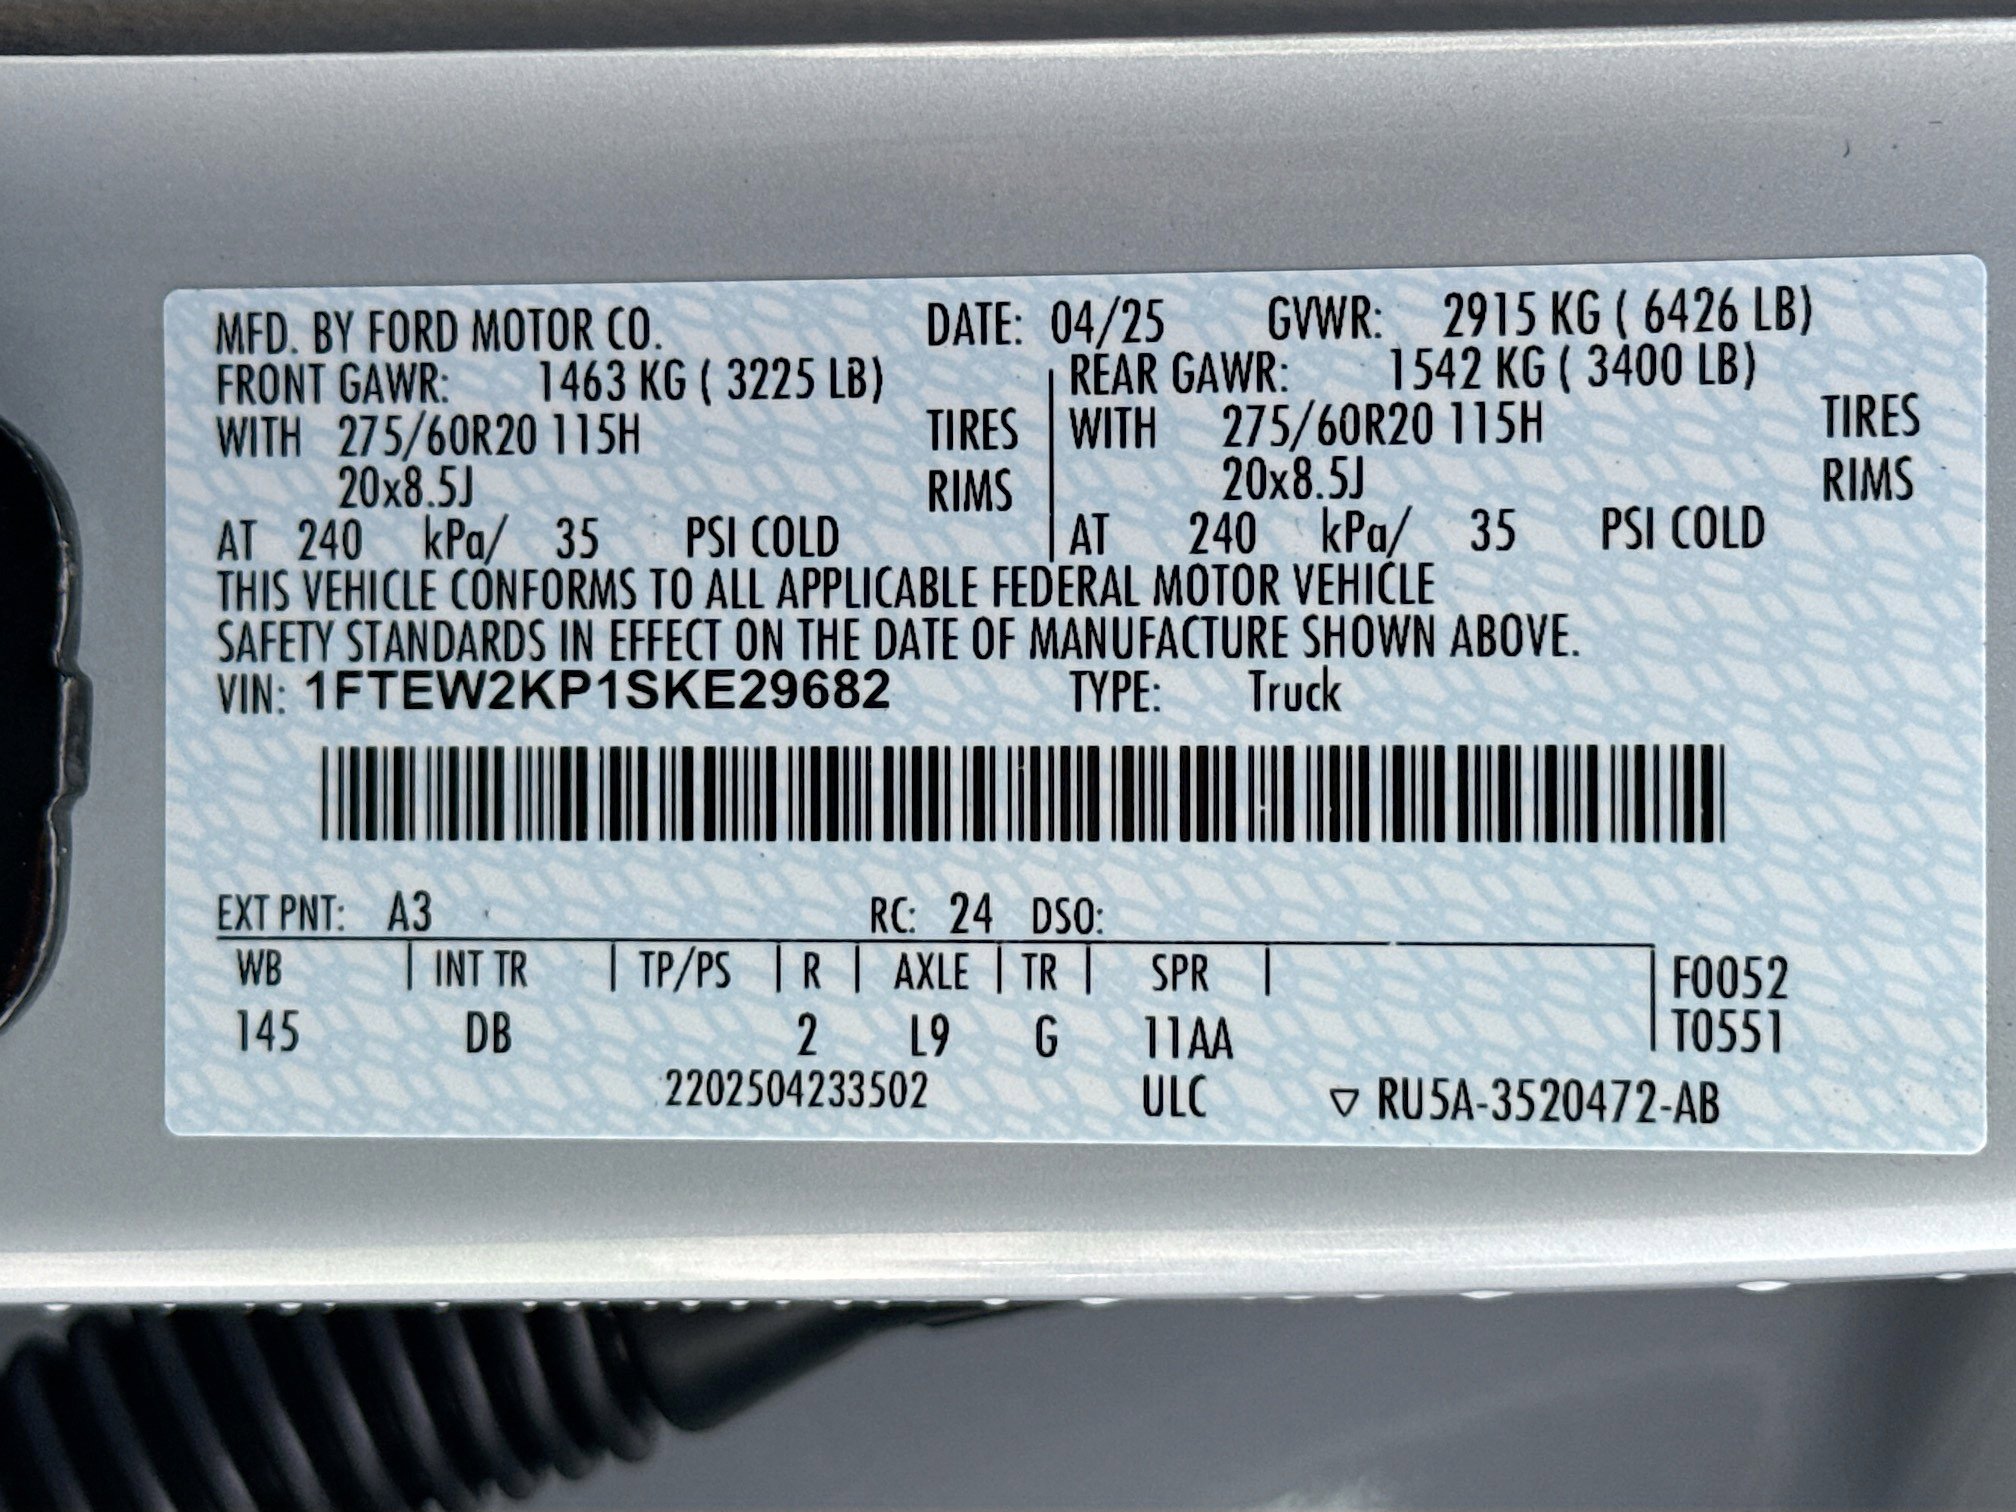 MFD. BY FORD MOTOR CO. DATE: 04/25 GVWR: 2915 KG ( 6426 LB)
FRONT GAWR: 1463 KG ( 3225 LB) REAR GAWR: 1542 KG ( 3400 LB)
WITH 275/60R20 115H TIRES WITH 275/60R20 115H TIRES
20x8.5J RIMS 20x8.5J RIMS
AT 240 kPa/ 35 PSI COLD AT 240 kPa/ 35 PSI COLD
THIS VEHICLE CONFORMS TO ALL APPLICABLE FEDERAL MOTOR VEHICLE
SAFETY STANDARDS IN EFFECT ON THE DATE OF MANUFACTURE SHOWN ABOVE.
VIN: 1FTEW2KP1SKE29682 TYPE: Truck
EXT PNT: A3 RC: 24 DSO:
WB INT TR TP/PS R AXLE TR SPR F0052
145 DB 2 L9 G 11AA T0551
2202504233502 ULC ▽ RU5A-3520472-AB